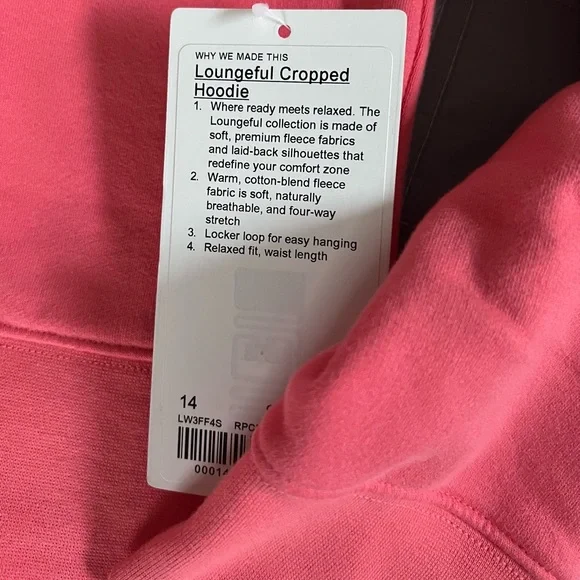 WHY WE MADE THIS
Loungeful Cropped
Hoodie
1. Where ready meets relaxed. The
Loungeful collection is made of
soft, premium fleece fabrics
and laid-back silhouettes that
redefine your comfort zone
2. Warm, cotton-blend fleece
fabric is soft, naturally
breathable, and four-way
stretch
3. Locker loop for easy hanging
4. Relaxed fit, waist length
14
LW3FF4S